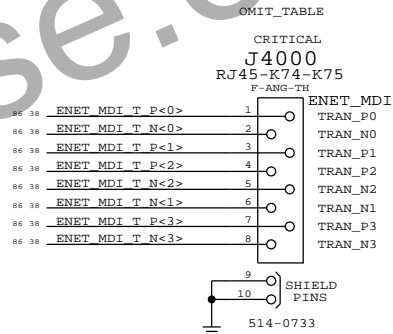 OMIT_TABLE
CRITICAL
J4000
RJ45-K74-K75
F-ANG-TH
ENET_MDI
86 38 ENET_MDI_T_P<0> 1 TRAN_P0
86 38 ENET_MDI_T_N<0> 2 TRAN_N0
86 38 ENET_MDI_T_P<1> 3 TRAN_P1
86 38 ENET_MDI_T_P<2> 4 TRAN_P2
86 38 ENET_MDI_T_N<2> 5 TRAN_N2
86 38 ENET_MDI_T_N<1> 6 TRAN_N1
86 38 ENET_MDI_T_P<3> 7 TRAN_P3
86 38 ENET_MDI_T_N<3> 8 TRAN_N3
9 SHIELD
10 PINS
514-0733